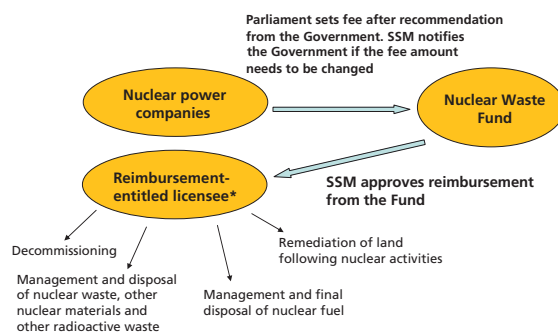 Parliament sets fee after recommendation
from the Government. SSM notifies
the Government if the fee amount
needs to be changed
Nuclear power
companies
Nuclear Waste
Fund
Reimbursement-
entitled licensee*
SSM approves reimbursement
from the Fund
Decommissioning
Remediation of land
following nuclear activities
Management and disposal
of nuclear waste, other
nuclear materials and
other radioactive waste
Management and final
disposal of nuclear fuel